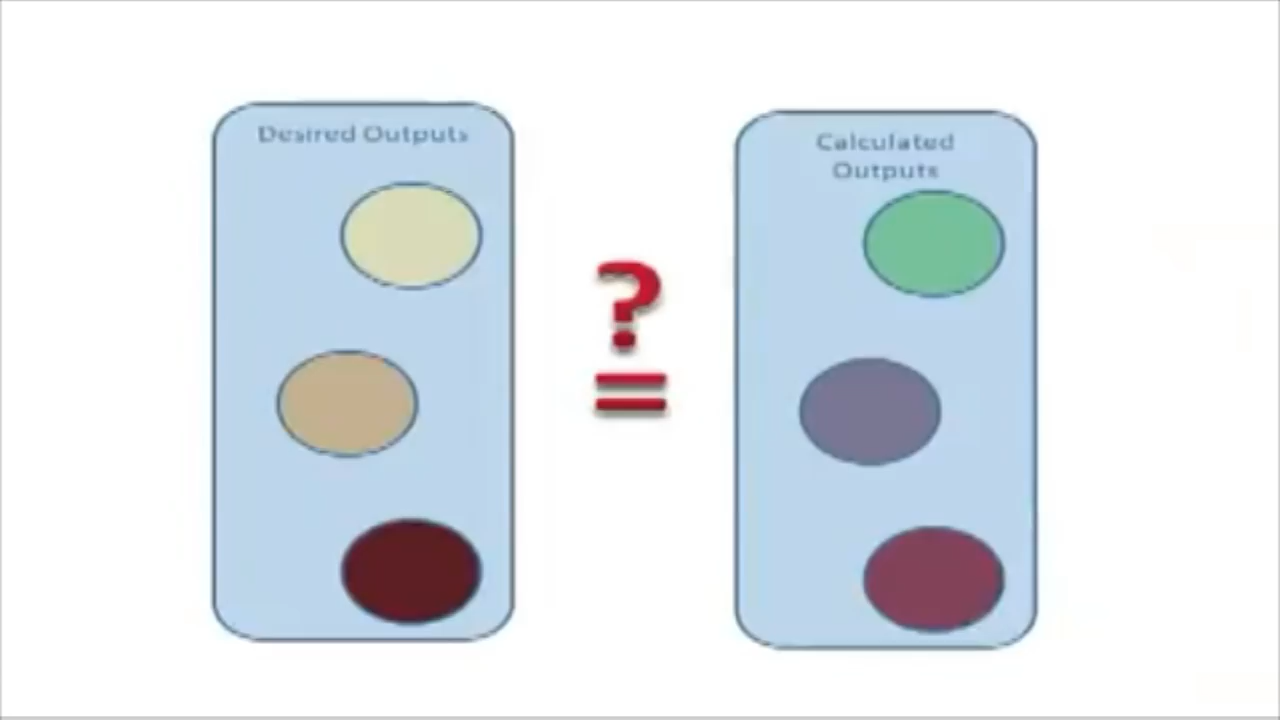 Desired Outputs
Calculated
Outputs
?
=